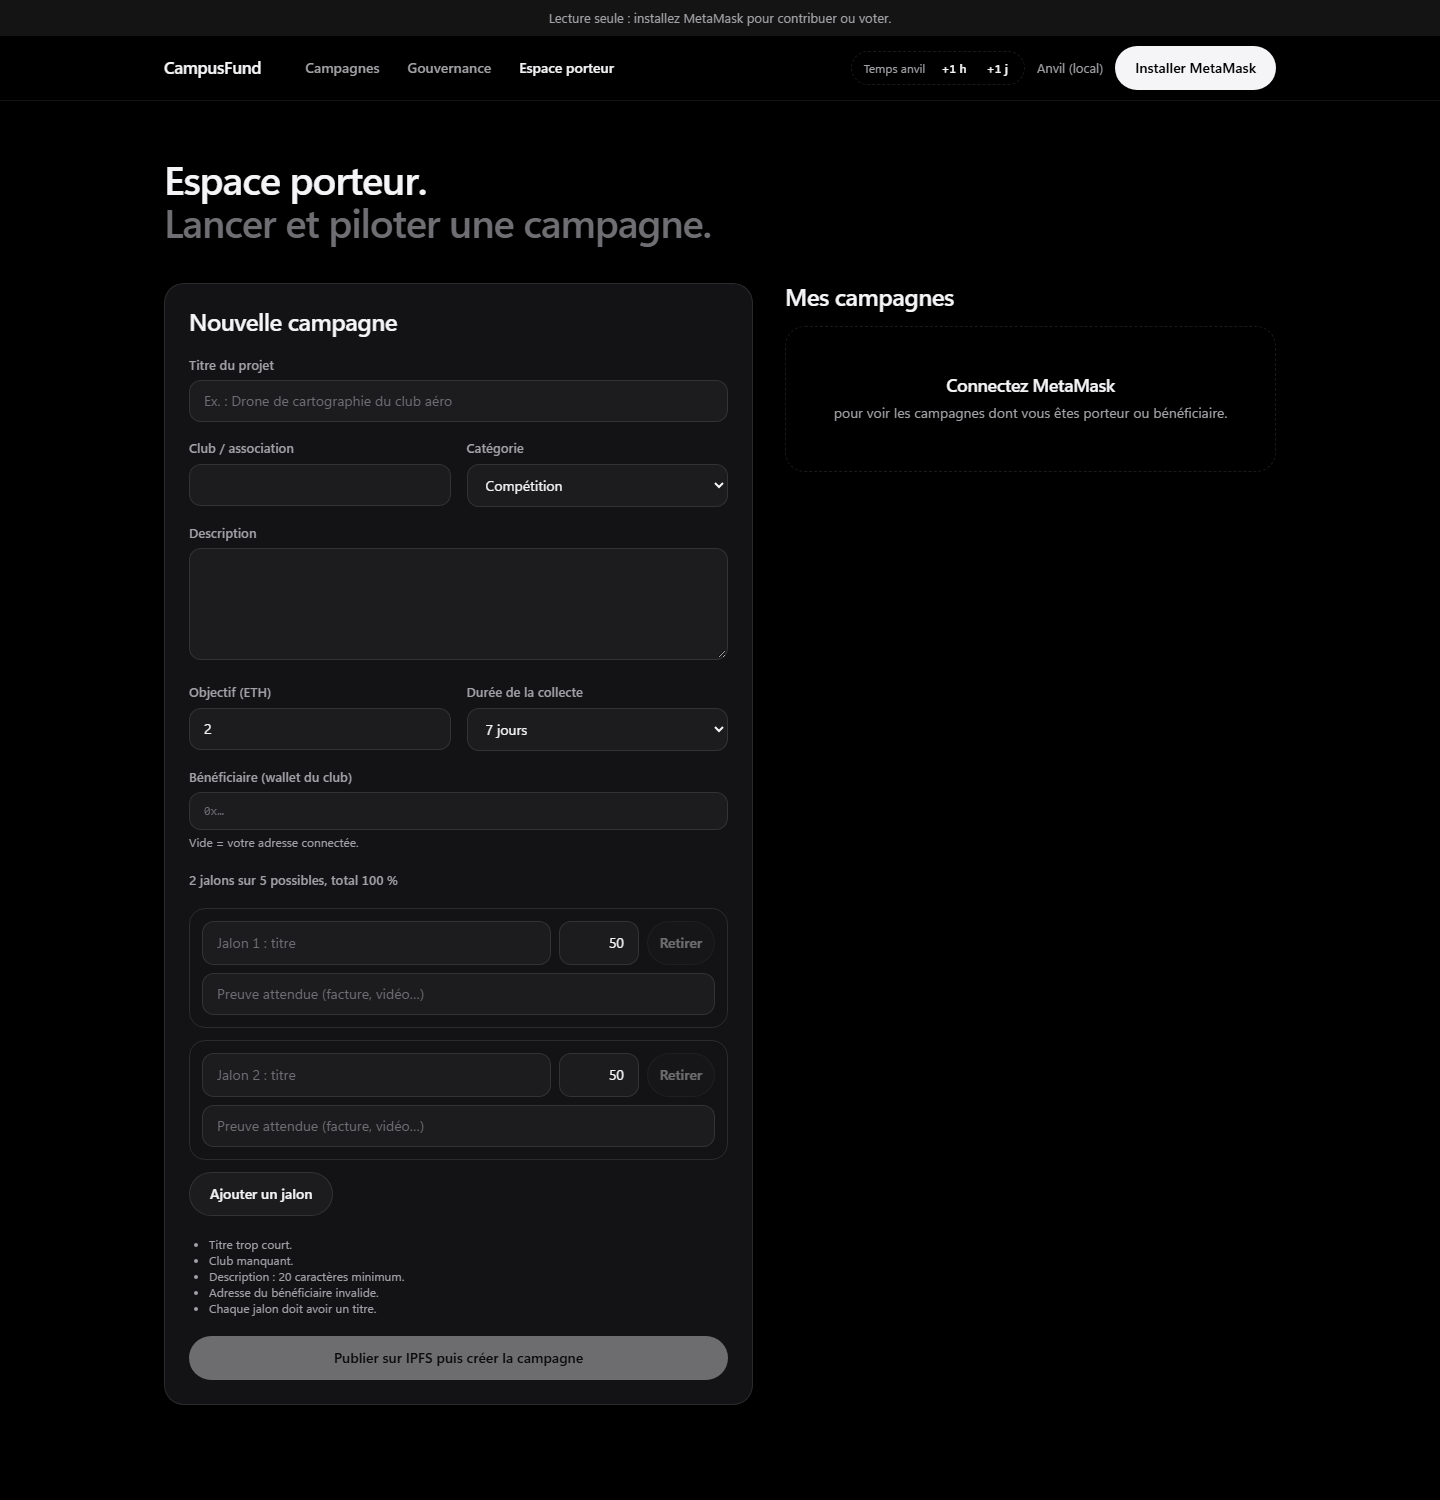 Lecture seule : installez MetaMask pour contribuer ou voter.
CampusFund
Campagnes
Gouvernance
Espace porteur
Temps anvil
+1 h
+1 j
Anvil (local)
Installer MetaMask
Espace porteur.
Lancer et piloter une campagne.
Nouvelle campagne
Titre du projet
Ex. : Drone de cartographie du club aéro
Club / association
Catégorie
Compétition
Description
Objectif (ETH)
Durée de la collecte
2
7 jours
Bénéficiaire (wallet du club)
0x…
Vide = votre adresse connectée.
2 jalons sur 5 possibles, total 100 %
Jalon 1 : titre
50
Retirer
Preuve attendue (facture, vidéo…)
Jalon 2 : titre
50
Retirer
Preuve attendue (facture, vidéo…)
Ajouter un jalon
• Titre trop court.
• Club manquant.
• Description : 20 caractères minimum.
• Adresse du bénéficiaire invalide.
• Chaque jalon doit avoir un titre.
Publier sur IPFS puis créer la campagne
Mes campagnes
Connectez MetaMask
pour voir les campagnes dont vous êtes porteur ou bénéficiaire.